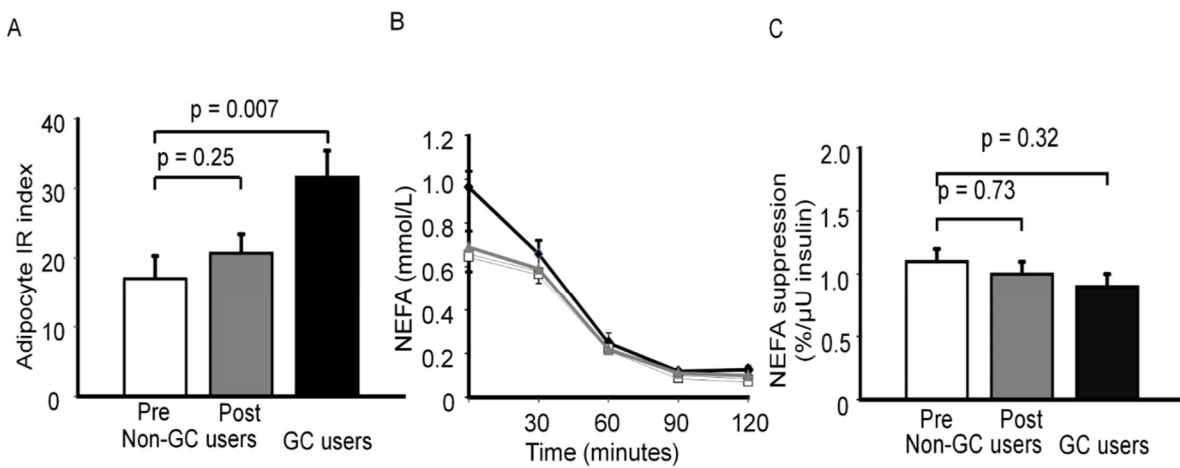 A
p = 0.007
p = 0.25
40
30
20
10
0
Adipocyte IR index
Pre Post
Non-GC users GC users
B
1.2
1.0
0.8
0.6
0.4
0.2
0
NEFA (mmol/L)
30 60 90 120
Time (minutes)
C
p = 0.32
p = 0.73
2.0
1.5
1.0
0.5
0
NEFA suppression
(%/μU insulin)
Pre Post
Non-GC users GC users